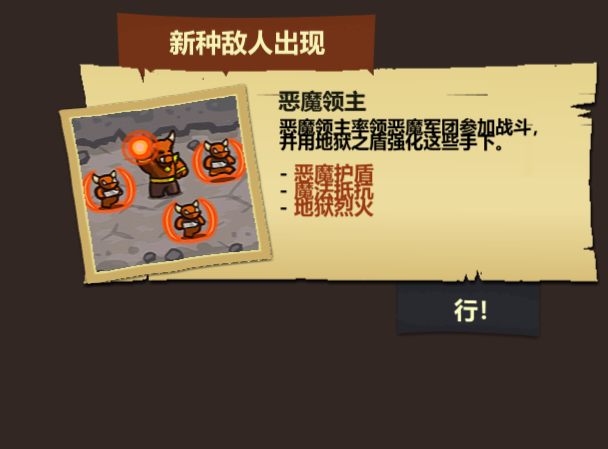 新种敌人出现
恶魔领主
恶魔领主率领恶魔军团参加战斗，
并用地狱之盾强化这些手下。
- 恶魔护盾
- 魔法抵抗
- 地狱烈火
行！